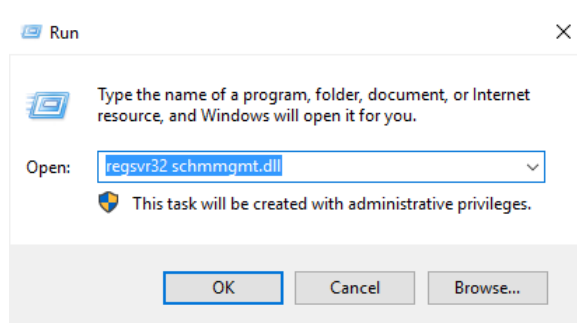 Run
Type the name of a program, folder, document, or Internet
resource, and Windows will open it for you.
Open: regsvr32 schmmgmt.dll
This task will be created with administrative privileges.
OK Cancel Browse...